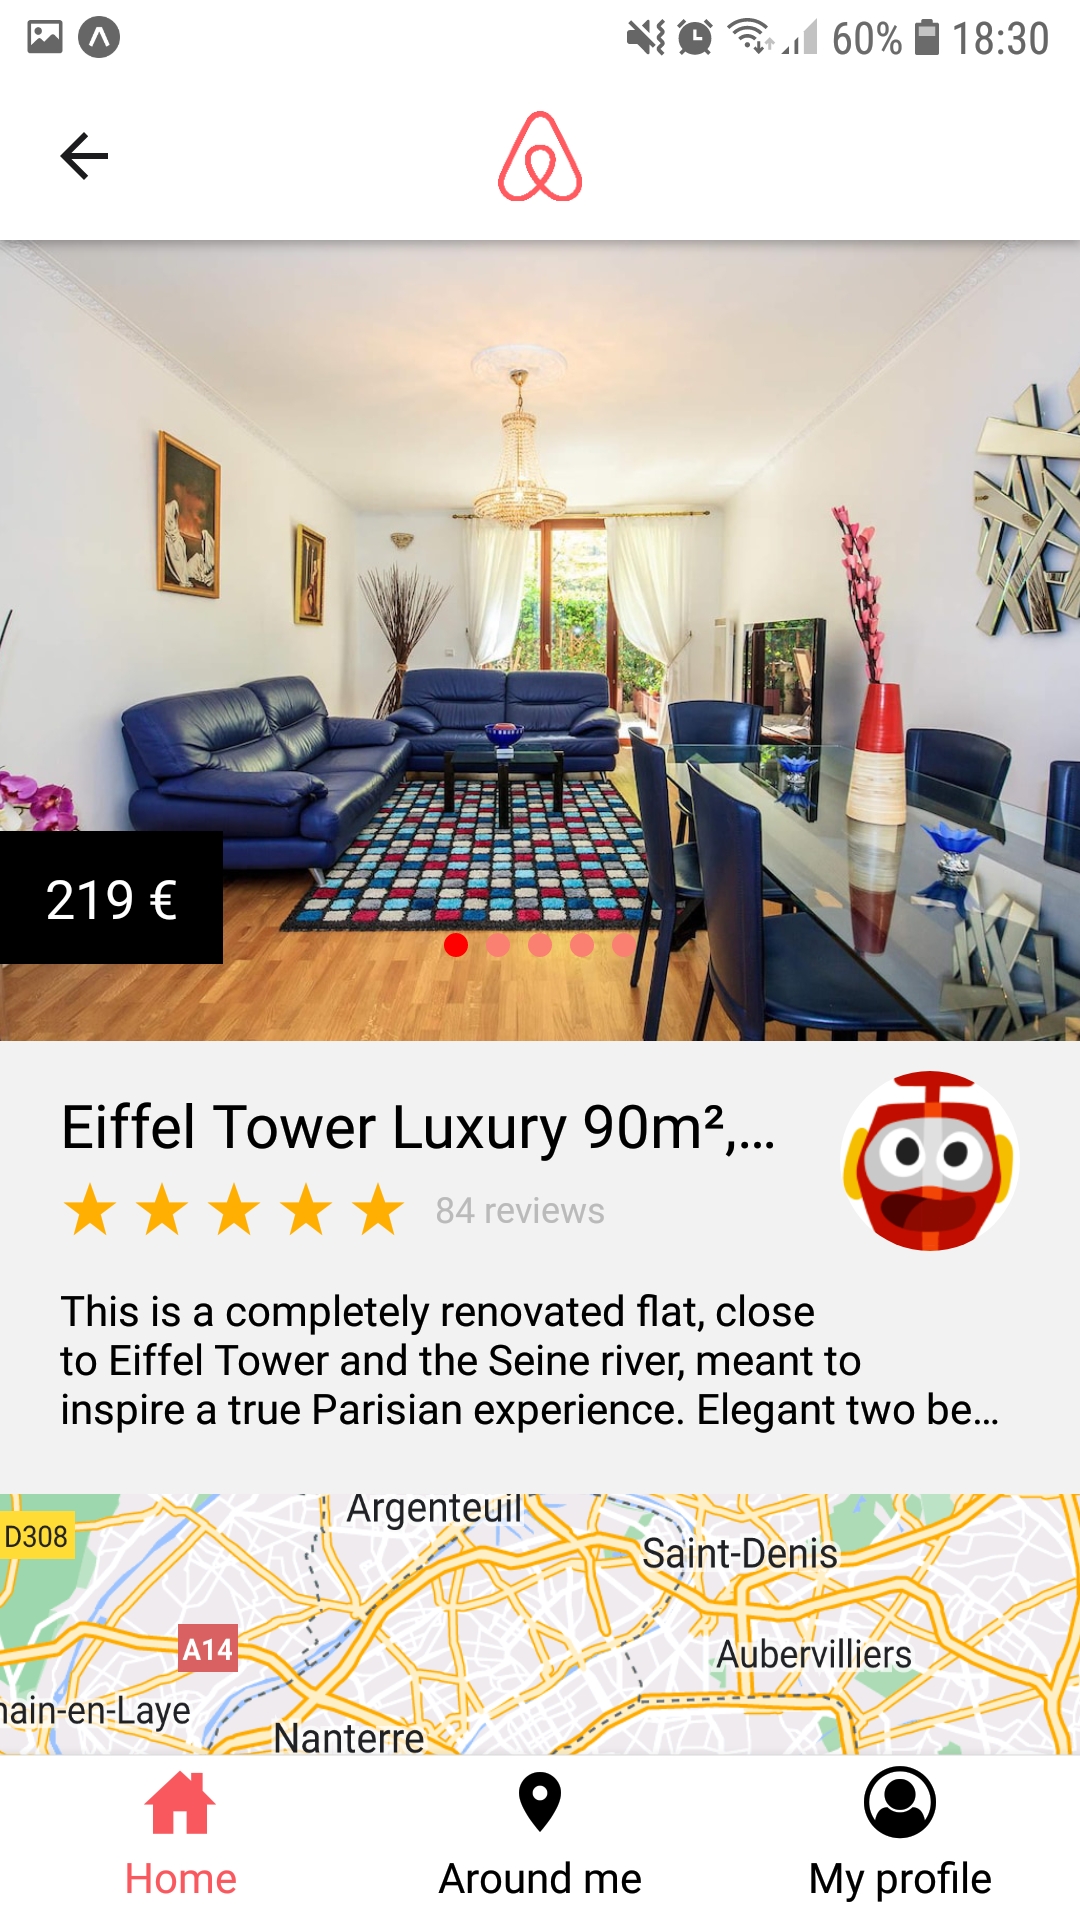 60% 18:30
219 €
Eiffel Tower Luxury 90m²,...
84 reviews
This is a completely renovated flat, close
to Eiffel Tower and the Seine river, meant to
inspire a true Parisian experience. Elegant two be...
Argenteuil
D308
Saint-Denis
A14
Aubervilliers
nain-en-Laye
Nanterre
Home
Around me
My profile